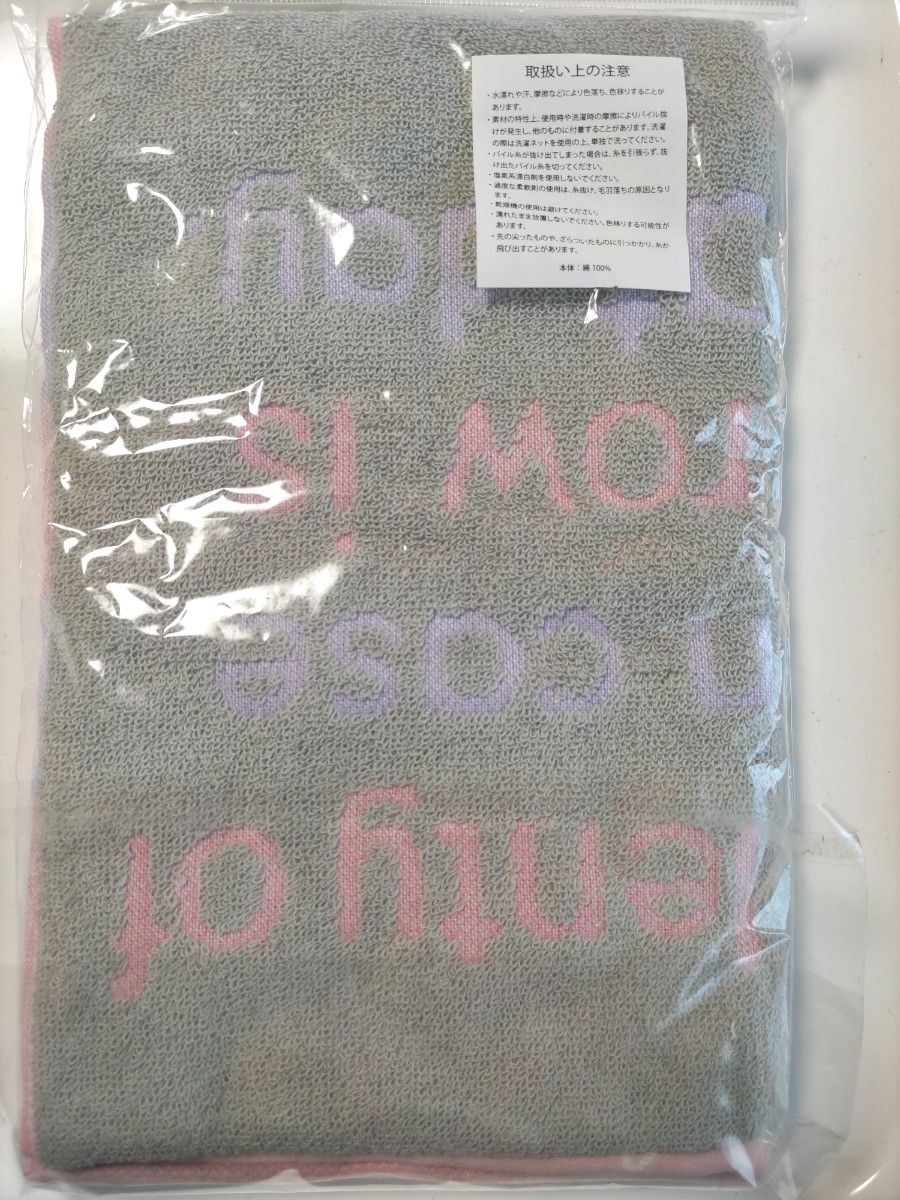 取扱い上の注意
・水濡れや汗、摩擦などにより色落ち、色移りすることが
あります。
・素材の特性上、使用時や洗濯時の摩擦によりパイル抜
けが発生し、他のものに付着することがあります。洗濯
の際は洗濯ネットを使用の上、単独で洗ってください。
・パイル糸が抜け出てしまった場合は、糸を引張らず、抜
け出たパイル糸を切ってください。
・塩素系漂白剤を使用しないでください。
・過度な柔軟剤の使用は、糸抜け、毛羽落ちの原因となり
ます。
・乾燥機の使用は避けてください。
・濡れたまま放置しないでください。色移りする可能性が
あります。
・先の尖ったものや、ざらついたものに引っかかり、糸が
飛び出すことがあります。
本体：綿 100%
lenty of
n case
row is